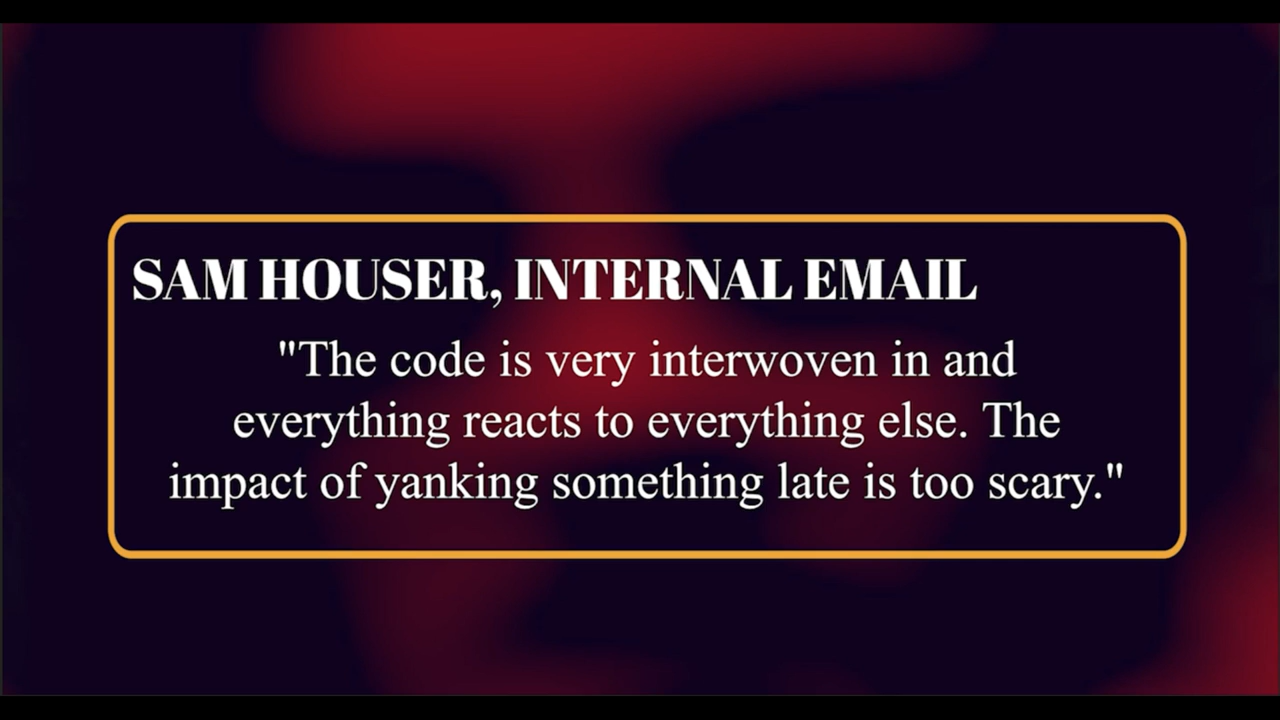 SAM HOUSER, INTERNAL EMAIL
"The code is very interwoven in and
everything reacts to everything else. The
impact of yanking something late is too scary."